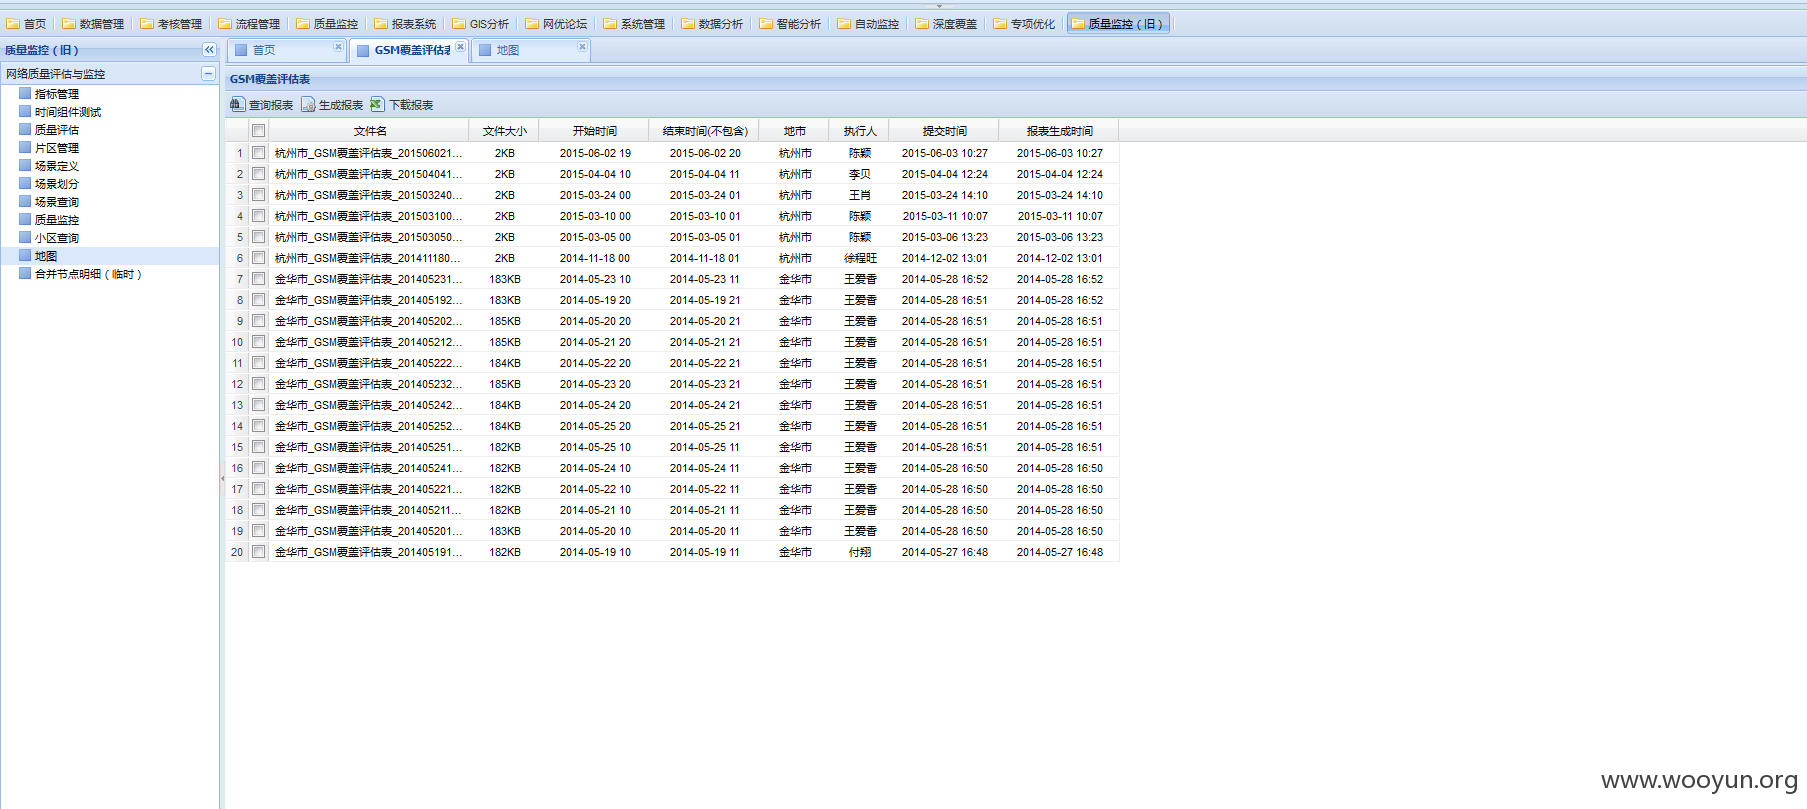 首页 数据管理 考核管理 流程管理 质量监控 报表系统 GIS分析 网优论坛 系统管理 数据分析 智能分析 自动监控 深度覆盖 专项优化 质量监控（旧）
质量监控（旧）
网络质量评估与监控
指标管理
时间组件测试
质量评估
片区管理
场景定义
场景划分
场景查询
质量监控
小区查询
地图
合并节点明细（临时）
首页 GSM覆盖评估表 地图
GSM覆盖评估表
查询报表 生成报表 下载报表
文件名 文件大小 开始时间 结束时间(不包含) 地市 执行人 提交时间 报表生成时间
1 杭州市_GSM覆盖评估表_201506021... 2KB 2015-06-02 19 2015-06-02 20 杭州市 陈颖 2015-06-03 10:27 2015-06-03 10:27
2 杭州市_GSM覆盖评估表_201504041... 2KB 2015-04-04 10 2015-04-04 11 杭州市 李贝 2015-04-04 12:24 2015-04-04 12:24
3 杭州市_GSM覆盖评估表_201503240... 2KB 2015-03-24 00 2015-03-24 01 杭州市 王肖 2015-03-24 14:10 2015-03-24 14:10
4 杭州市_GSM覆盖评估表_201503100... 2KB 2015-03-10 00 2015-03-10 01 杭州市 陈颖 2015-03-11 10:07 2015-03-11 10:07
5 杭州市_GSM覆盖评估表_201503050... 2KB 2015-03-05 00 2015-03-05 01 杭州市 陈颖 2015-03-06 13:23 2015-03-06 13:23
6 杭州市_GSM覆盖评估表_201411180... 2KB 2014-11-18 00 2014-11-18 01 杭州市 徐程旺 2014-12-02 13:01 2014-12-02 13:01
7 金华市_GSM覆盖评估表_201405231... 183KB 2014-05-23 10 2014-05-23 11 金华市 王爱香 2014-05-28 16:52 2014-05-28 16:52
8 金华市_GSM覆盖评估表_201405192... 183KB 2014-05-19 20 2014-05-19 21 金华市 王爱香 2014-05-28 16:51 2014-05-28 16:52
9 金华市_GSM覆盖评估表_201405202... 185KB 2014-05-20 20 2014-05-20 21 金华市 王爱香 2014-05-28 16:51 2014-05-28 16:51
10 金华市_GSM覆盖评估表_201405212... 185KB 2014-05-21 20 2014-05-21 21 金华市 王爱香 2014-05-28 16:51 2014-05-28 16:51
11 金华市_GSM覆盖评估表_201405222... 184KB 2014-05-22 20 2014-05-22 21 金华市 王爱香 2014-05-28 16:51 2014-05-28 16:51
12 金华市_GSM覆盖评估表_201405232... 185KB 2014-05-23 20 2014-05-23 21 金华市 王爱香 2014-05-28 16:51 2014-05-28 16:51
13 金华市_GSM覆盖评估表_201405242... 184KB 2014-05-24 20 2014-05-24 21 金华市 王爱香 2014-05-28 16:51 2014-05-28 16:51
14 金华市_GSM覆盖评估表_201405252... 184KB 2014-05-25 20 2014-05-25 21 金华市 王爱香 2014-05-28 16:51 2014-05-28 16:51
15 金华市_GSM覆盖评估表_201405251... 182KB 2014-05-25 10 2014-05-25 11 金华市 王爱香 2014-05-28 16:51 2014-05-28 16:51
16 金华市_GSM覆盖评估表_201405241... 182KB 2014-05-24 10 2014-05-24 11 金华市 王爱香 2014-05-28 16:50 2014-05-28 16:50
17 金华市_GSM覆盖评估表_201405221... 182KB 2014-05-22 10 2014-05-22 11 金华市 王爱香 2014-05-28 16:50 2014-05-28 16:50
18 金华市_GSM覆盖评估表_201405211... 182KB 2014-05-21 10 2014-05-21 11 金华市 王爱香 2014-05-28 16:50 2014-05-28 16:50
19 金华市_GSM覆盖评估表_201405201... 183KB 2014-05-20 10 2014-05-20 11 金华市 王爱香 2014-05-28 16:50 2014-05-28 16:50
20 金华市_GSM覆盖评估表_201405191... 182KB 2014-05-19 10 2014-05-19 11 金华市 付翔 2014-05-27 16:48 2014-05-27 16:48
www.wooyun.org